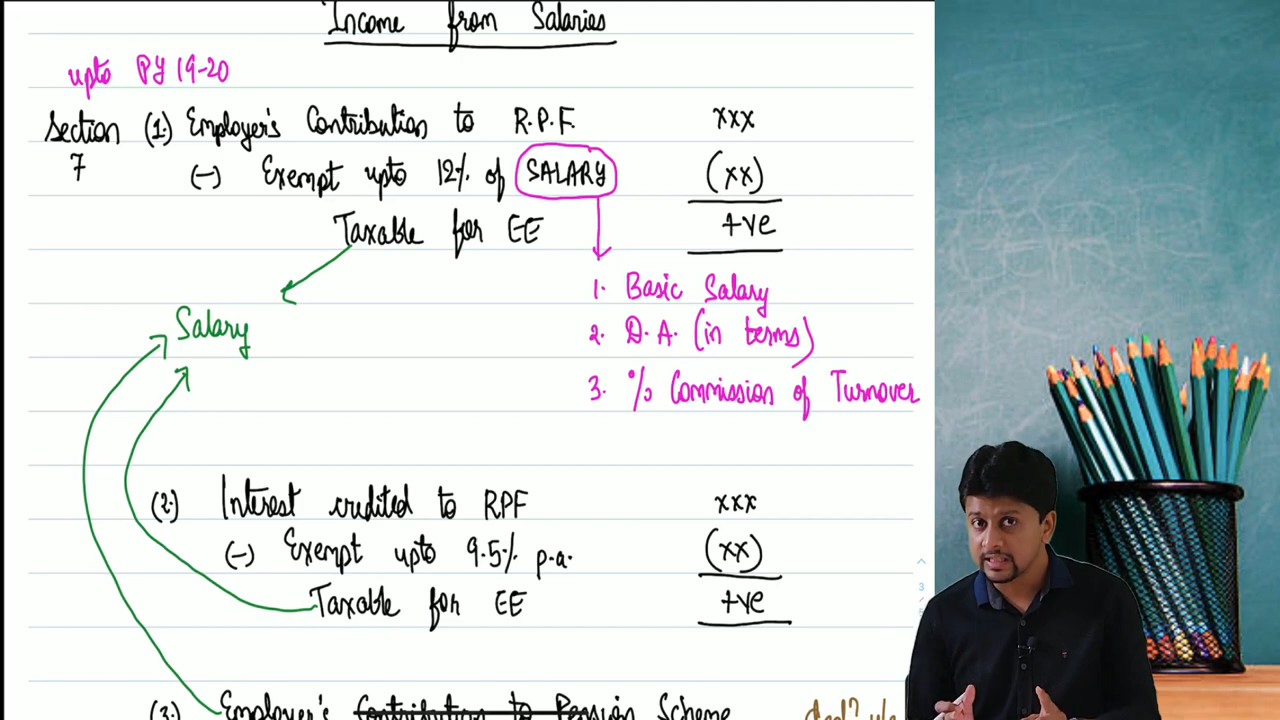 Income from Salaries
upto PY 19-20
Section 7
(1.) Employer's Contribution to R.P.F. xxx
(-) Exempt upto 12% of SALARY (xx)
Taxable for EE +ve
1. Basic Salary
2. D.A. (in terms)
3. % Commission of Turnover
Salary
(2.) Interest credited to RPF xxx
(-) Exempt upto 9.5% p.a. (xx)
Taxable for EE +ve
(3.) Employer's Contribution to Pension Scheme